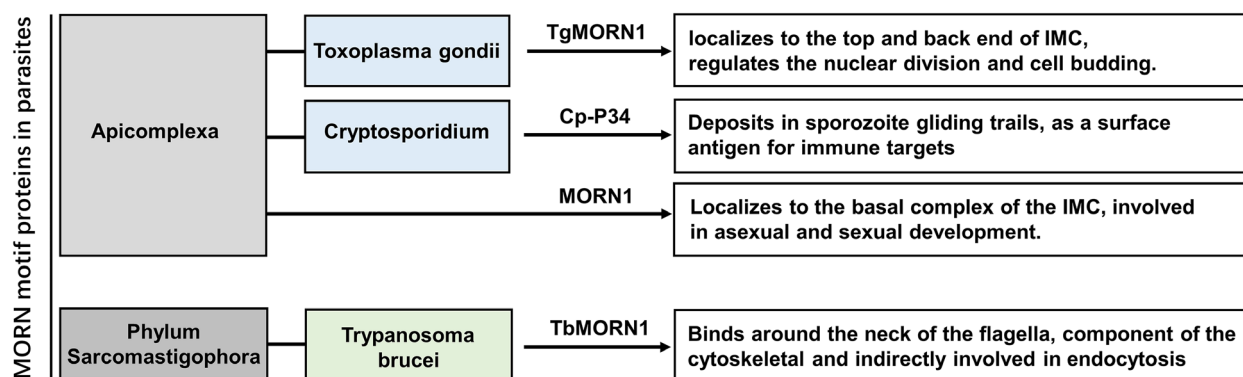 MORN motif proteins in parasites
Apicomplexa
Toxoplasma gondii
TgMORN1
localizes to the top and back end of IMC,
regulates the nuclear division and cell budding.
Cryptosporidium
Cp-P34
Deposits in sporozoite gliding trails, as a surface
antigen for immune targets
MORN1
Localizes to the basal complex of the IMC, involved
in asexual and sexual development.
Phylum
Sarcomastigophora
Trypanosoma
brucei
TbMORN1
Binds around the neck of the flagella, component of the
cytoskeletal and indirectly involved in endocytosis